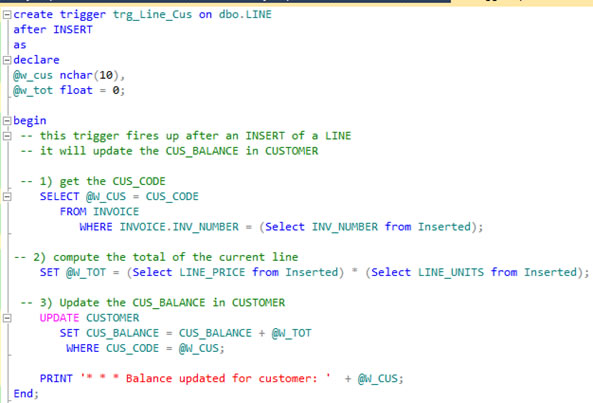 create trigger trg_Line_Cus on dbo.LINE
after INSERT
as
declare
@w_cus nchar(10),
@w_tot float = 0;
begin
-- this trigger fires up after an INSERT of a LINE
-- it will update the CUS_BALANCE in CUSTOMER
-- 1) get the CUS_CODE
SELECT @W_CUS = CUS_CODE
FROM INVOICE
WHERE INVOICE.INV_NUMBER = (Select INV_NUMBER from Inserted);
-- 2) compute the total of the current line
SET @W_TOT = (Select LINE_PRICE from Inserted) * (Select LINE_UNITS from Inserted);
-- 3) Update the CUS_BALANCE in CUSTOMER
UPDATE CUSTOMER
SET CUS_BALANCE = CUS_BALANCE + @W_TOT
WHERE CUS_CODE = @W_CUS;
PRINT '* * * Balance updated for customer: ' + @W_CUS;
End;